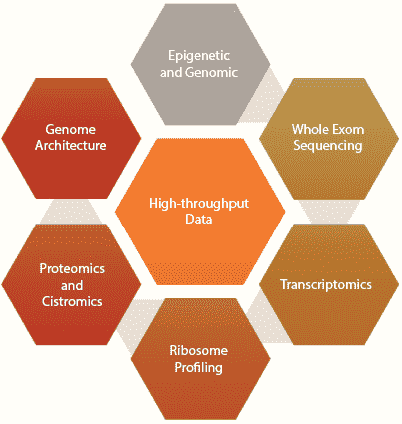 Epigenetic
and Genomic
Genome
Architecture
Whole Exom
Sequencing
High-throughput
Data
Proteomics
and
Cistromics
Transcriptomics
Ribosome
Profiling